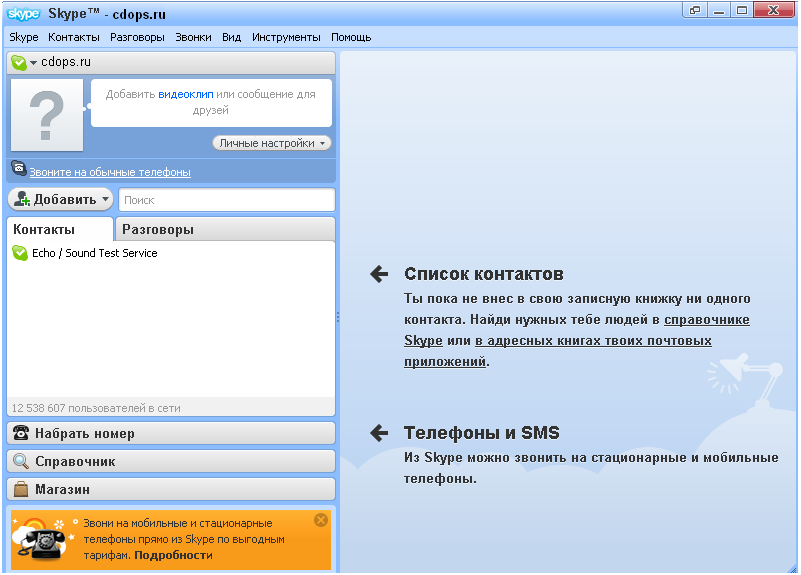 skype Skype™ - cdops.ru
Skype Контакты Разговоры Звонки Вид Инструменты Помощь
cdops.ru
Добавить видеоклип или сообщение для
друзей
?
Личные настройки
Звоните на обычные телефоны
Добавить
Поиск
Контакты
Разговоры
Echo / Sound Test Service
12 538 607 пользователей в сети
Набрать номер
Справочник
Магазин
Звони на мобильные и стационарные
телефоны прямо из Skype по выгодным
тарифам. Подробности
Список контактов
Ты пока не внес в свою записную книжку ни одного
контакта. Найди нужных тебе людей в справочнике
Skype или в адресных книгах твоих почтовых
приложений.
Телефоны и SMS
Из Skype можно звонить на стационарные и мобильные
телефоны.